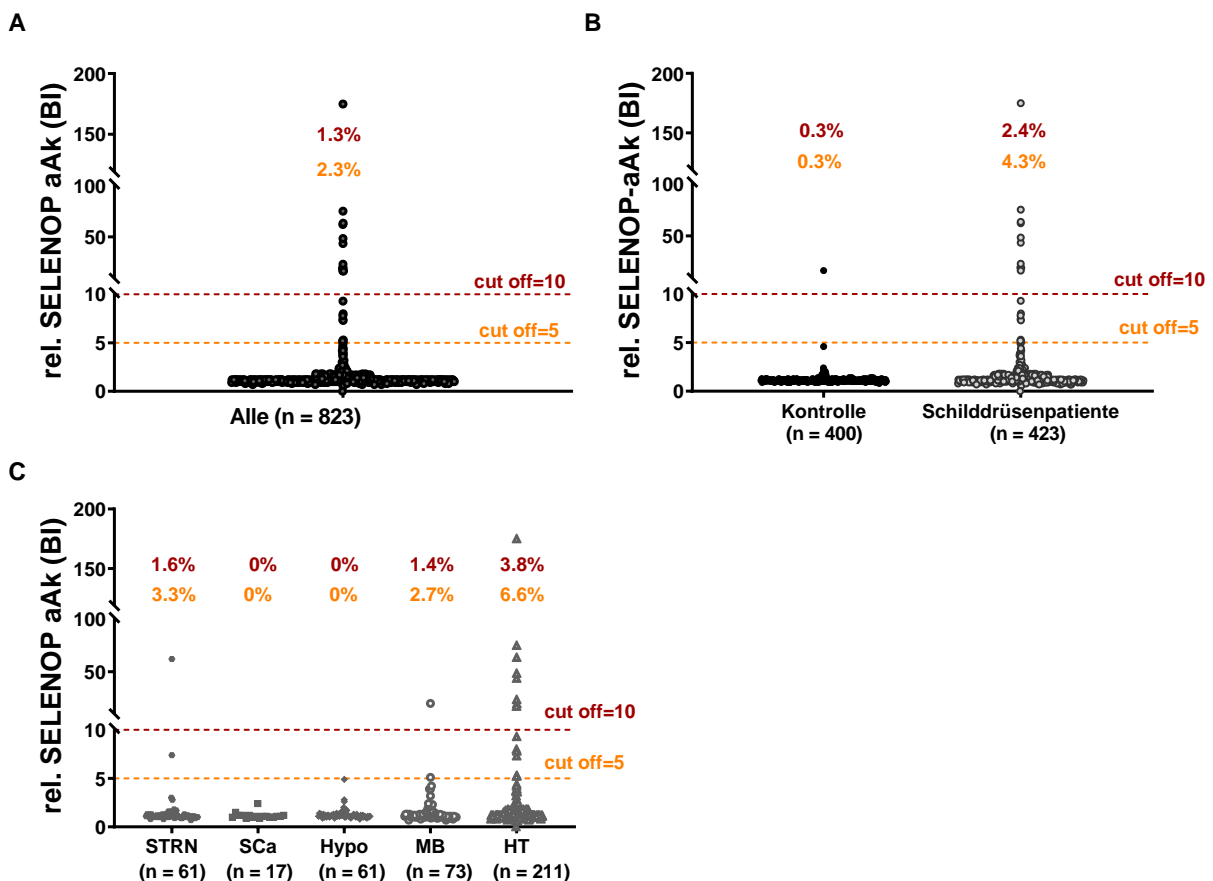 A
rel. SELENOP aAk (BI)
200
150
100
50
10
5
0
1.3%
2.3%
cut off=10
cut off=5
Alle (n = 823)
B
rel. SELENOP-aAk (BI)
200
150
100
50
10
5
0
0.3%
2.4%
0.3%
4.3%
cut off=10
cut off=5
Kontrolle
(n = 400)
Schilddrüsenpatiente
(n = 423)
C
rel. SELENOP aAk (BI)
200
150
100
50
10
5
0
1.6%
0%
0%
1.4%
3.8%
3.3%
0%
0%
2.7%
6.6%
cut off=10
cut off=5
STRN
(n = 61)
SCa
(n = 17)
Hypo
(n = 61)
MB
(n = 73)
HT
(n = 211)